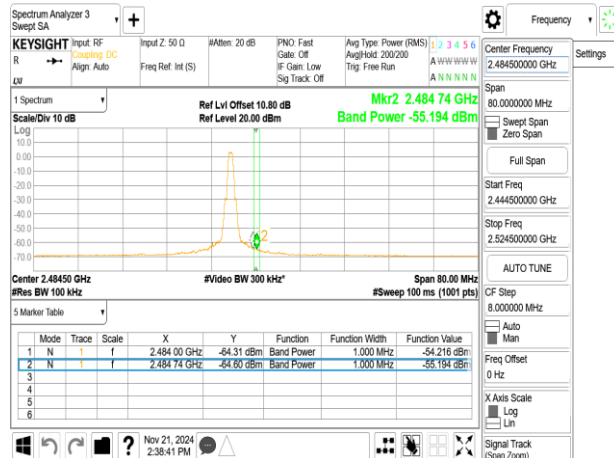 Spectrum Analyzer 3
Swept SA
Frequency
KEYSIGHT
R
Input: RF
Coupling: DC
Align: Auto
Input Z: 50 Ω
Freq Ref: Int (S)
#Atten: 20 dB
PNO: Fast
Gate: Off
IF Gain: Low
Sig Track: Off
Avg Type: Power (RMS)
Avg|Hold: 200/200
Trig: Free Run
1 2 3 4 5 6
A W W W W W
A N N N N N
1 Spectrum
Scale/Div 10 dB
Ref Lvl Offset 10.80 dB
Ref Level 20.00 dBm
Mkr2 2.484 74 GHz
Band Power -55.194 dBm
Log
10.0
0.00
-10.0
-20.0
-30.0
-40.0
-50.0
-60.0
-70.0
2
Center 2.48450 GHz
#Res BW 100 kHz
#Video BW 300 kHz*
Span 80.00 MHz
#Sweep 100 ms (1001 pts)
5 Marker Table
Mode Trace Scale X Y Function Function Width Function Value
1 N 1 f 2.484 00 GHz -64.31 dBm Band Power 1.000 MHz -54.216 dBm
2 N 1 f 2.484 74 GHz -64.60 dBm Band Power 1.000 MHz -55.194 dBm
3
4
5
6
Nov 21, 2024
2:38:41 PM
Center Frequency
2.484500000 GHz
Settings
Span
80.0000000 MHz
Swept Span
Zero Span
Full Span
Start Freq
2.444500000 GHz
Stop Freq
2.524500000 GHz
AUTO TUNE
CF Step
8.000000 MHz
Auto
Man
Freq Offset
0 Hz
X Axis Scale
Log
Lin
Signal Track
(Span Zoom)